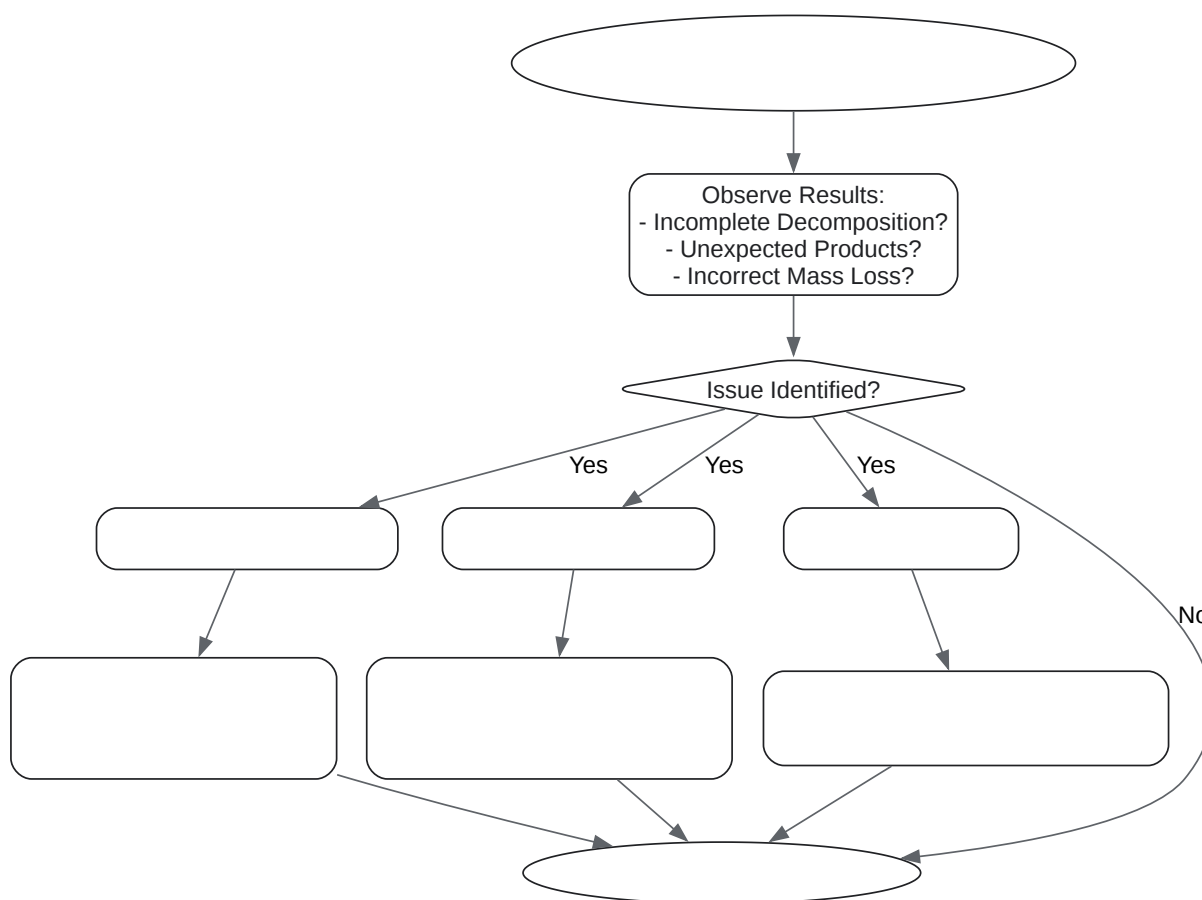 Observe Results:
- Incomplete Decomposition?
- Unexpected Products?
- Incorrect Mass Loss?
Issue Identified?
Yes
Yes
Yes
No